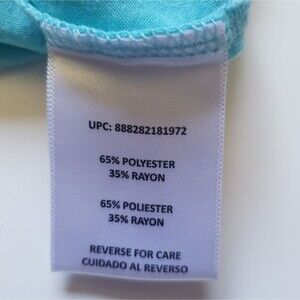 UPC: 888282181972
65% POLYESTER
35% RAYON
65% POLIESTER
35% RAYON
REVERSE FOR CARE
CUIDADO AL REVERSO